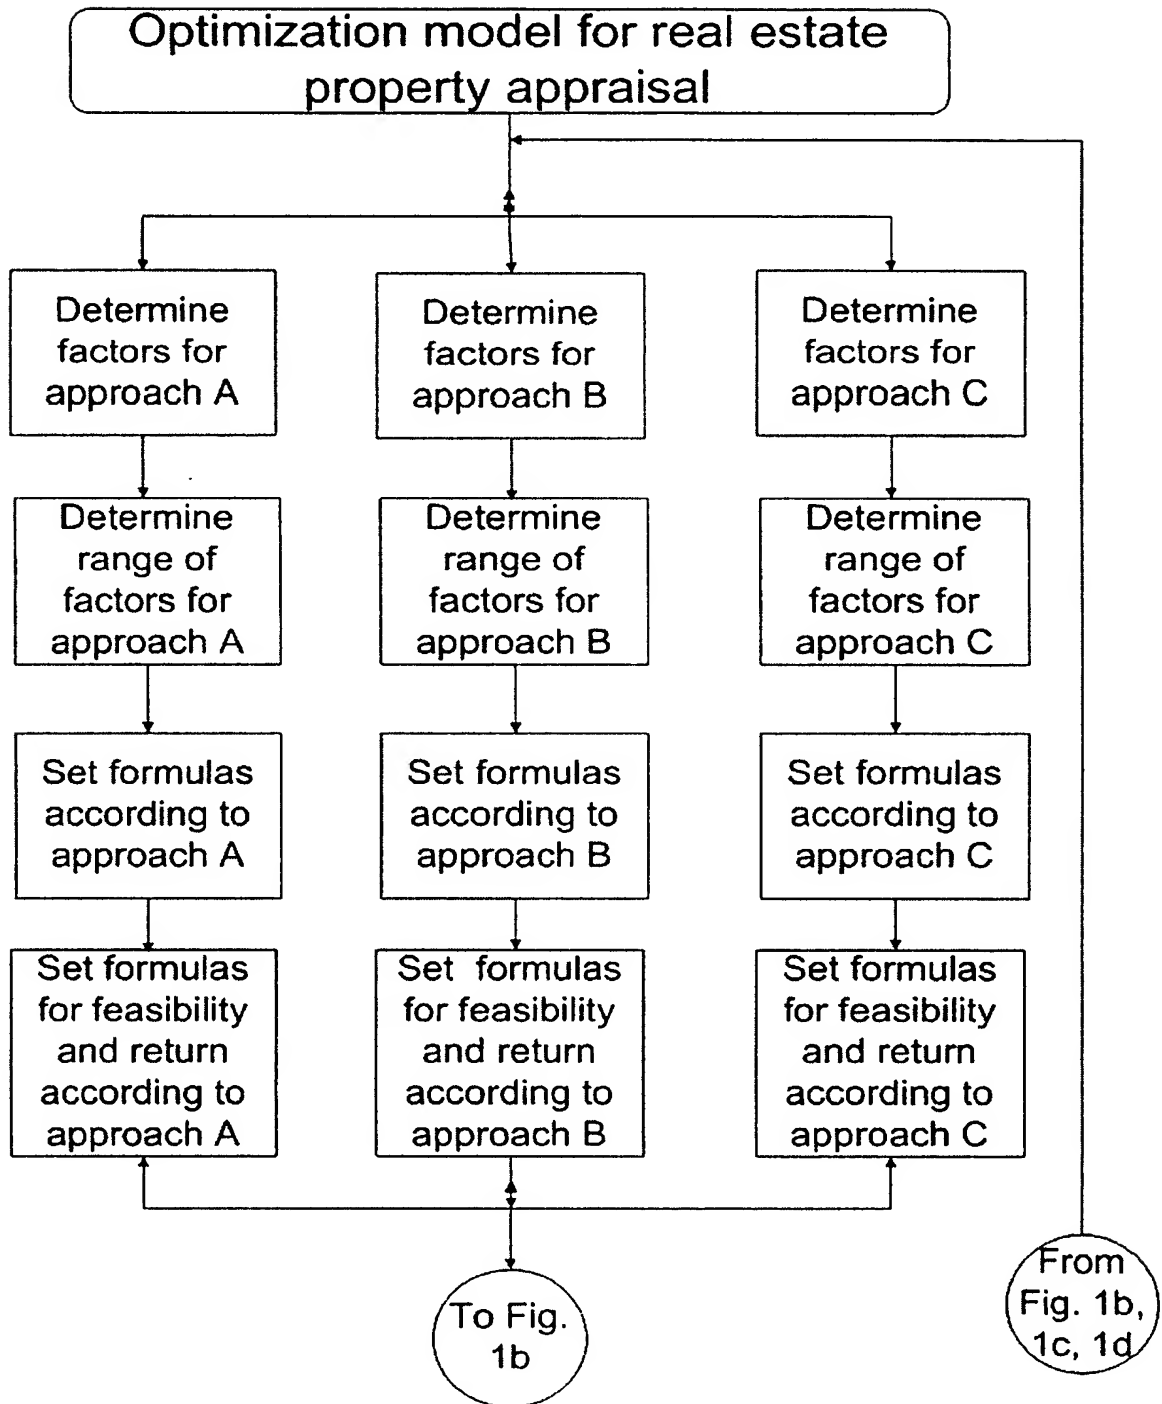 Optimization model for real estate
property appraisal
Determine
factors for
approach A
Determine
factors for
approach B
Determine
factors for
approach C
Determine
range of
factors for
approach A
Determine
range of
factors for
approach B
Determine
range of
factors for
approach C
Set formulas
according to
approach A
Set formulas
according to
approach B
Set formulas
according to
approach C
Set formulas
for feasibility
and return
according to
approach A
Set formulas
for feasibility
and return
according to
approach B
Set formulas
for feasibility
and return
according to
approach C
To Fig.
1b
From
Fig. 1b,
1c, 1d